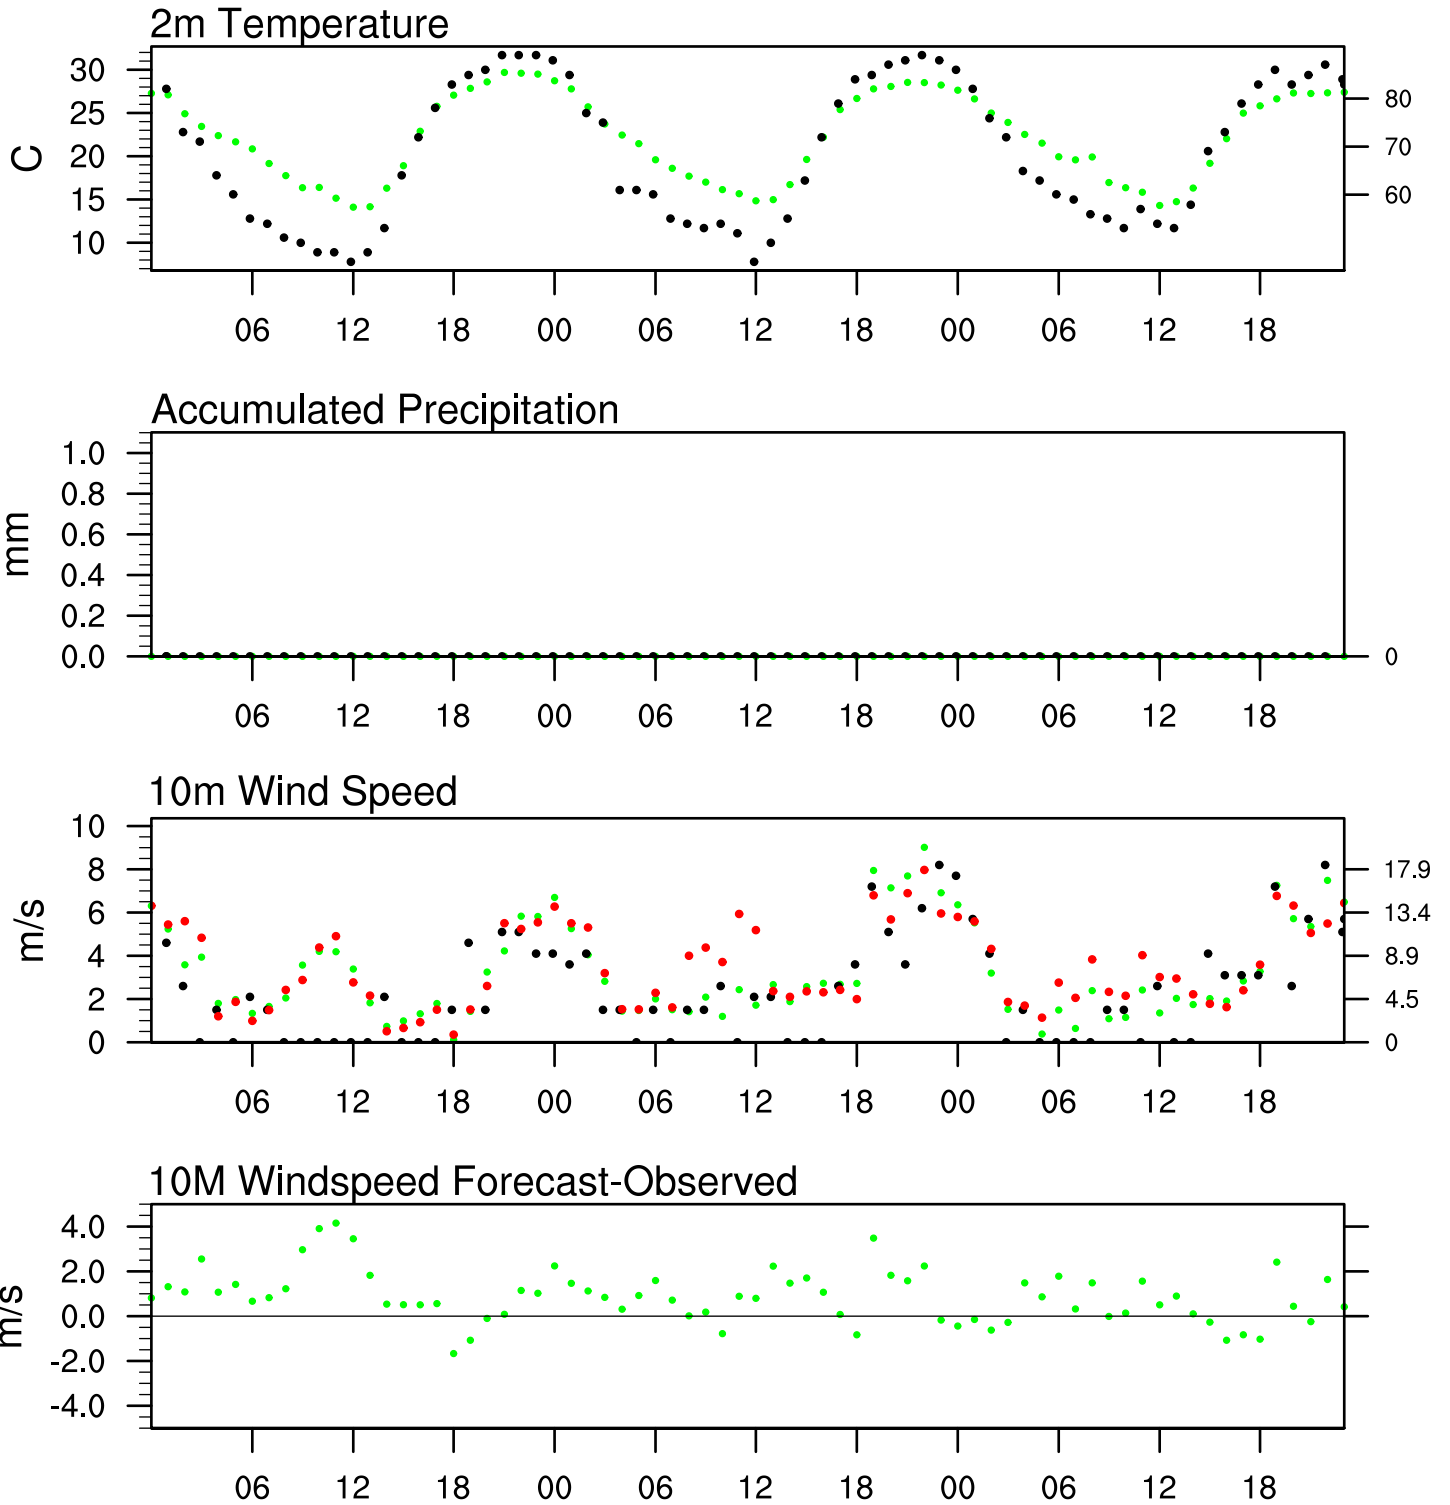 2m Temperature
30
25
20
15
10
C
80
70
60
06 12 18 00 06 12 18 00 06 12 18
Accumulated Precipitation
1.0
0.8
0.6
0.4
0.2
0.0
mm
0
06 12 18 00 06 12 18 00 06 12 18
10m Wind Speed
10
8
6
4
2
0
m/s
17.9
13.4
8.9
4.5
0
06 12 18 00 06 12 18 00 06 12 18
10M Windspeed Forecast-Observed
4.0
2.0
0.0
-2.0
-4.0
m/s
06 12 18 00 06 12 18 00 06 12 18